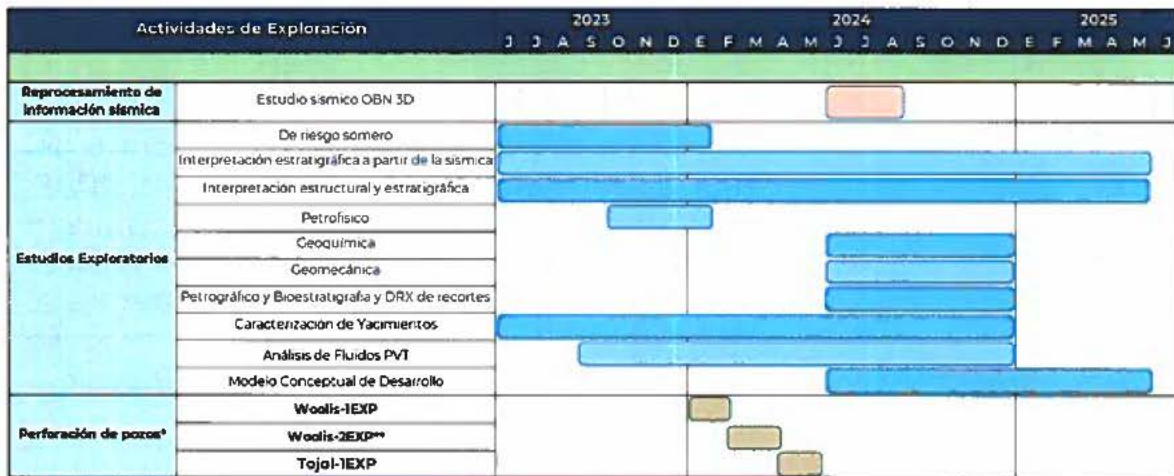 Actividades de Exploración
2023 2024 2025
J J A S O N D E F M A M J J A S O N D E F M A M J
Reprocesamiento de información sísmica
Estudio sísmico OBN 3D
Estudios Exploratorios
De riesgo somero
Interpretación estratigráfica a partir de la sísmica
Interpretación estructural y estratigráfica
Petrofísico
Geoquímica
Geomecánica
Petrográfico y Bioestratigrafia y DRX de recortes
Caracterización de Yacimientos
Análisis de Fluidos PVT
Modelo Conceptual de Desarrollo
Perforación de pozos*
Woolis-1EXP
Woolis-2EXP**
Tojol-1EXP